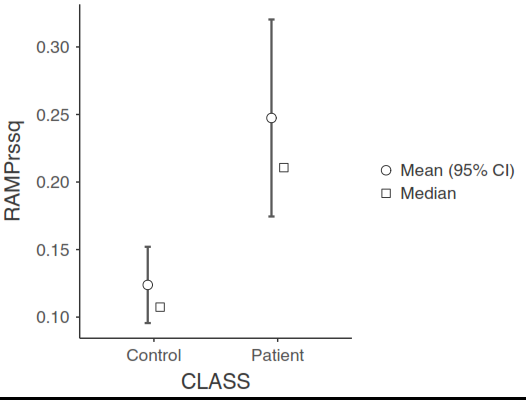 RAMPrssq
0.30
0.25
0.20
0.15
0.10
Control
Patient
CLASS
Mean (95% CI)
Median